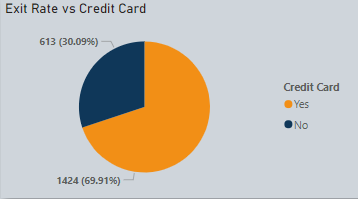 Exit Rate vs Credit Card
613 (30.09%)
Credit Card
Yes
No
1424 (69.91%)